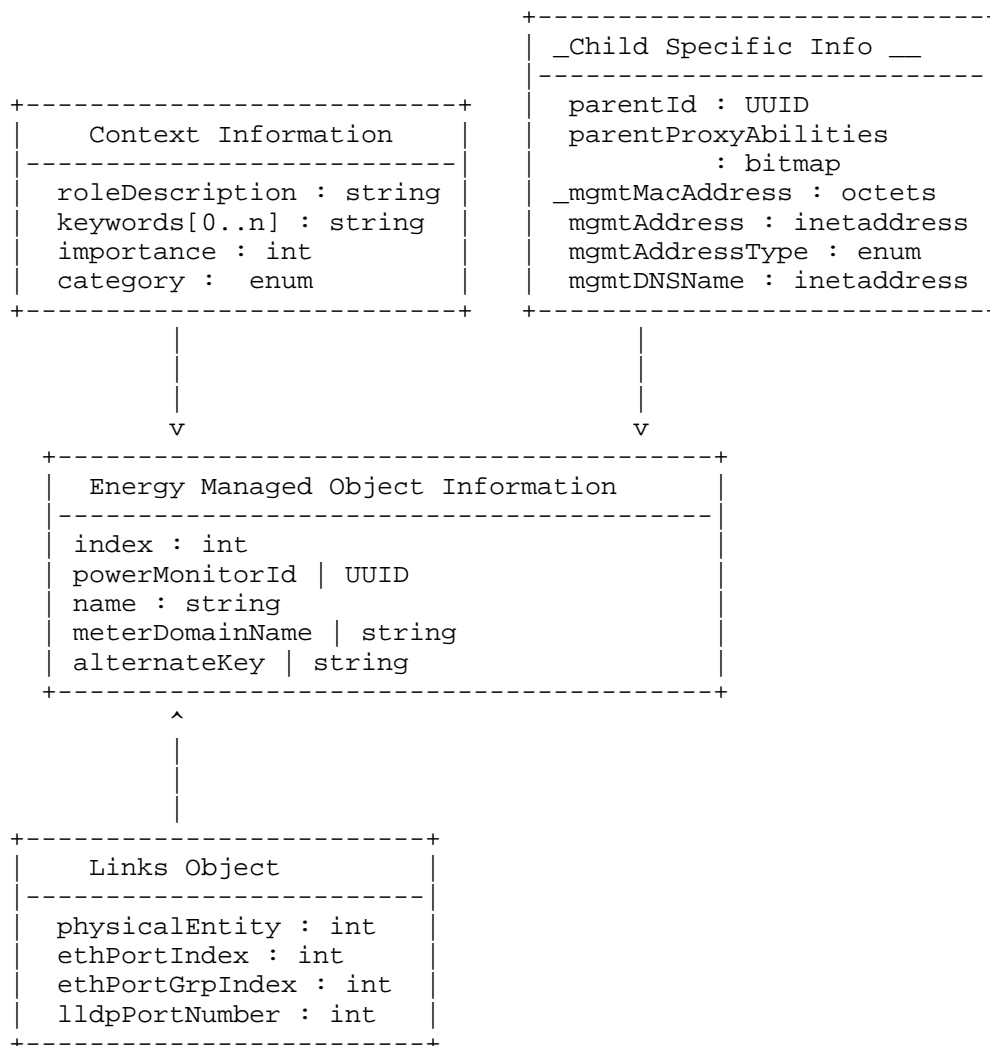 _Child Specific Info __
parentId : UUID
Context Information
parentProxyAbilities
: bitmap
roleDescription : string
_mgmtMacAddress : octets
keywords[0..n] : string
mgmtAddress : inetaddress
importance : int
mgmtAddressType : enum
category :  enum
mgmtDNSName : inetaddress
v
v
Energy Managed Object Information
index : int
powerMonitorId | UUID
name : string
meterDomainName | string
alternateKey | string
^
Links Object
physicalEntity : int
ethPortIndex : int
ethPortGrpIndex : int
lldpPortNumber : int